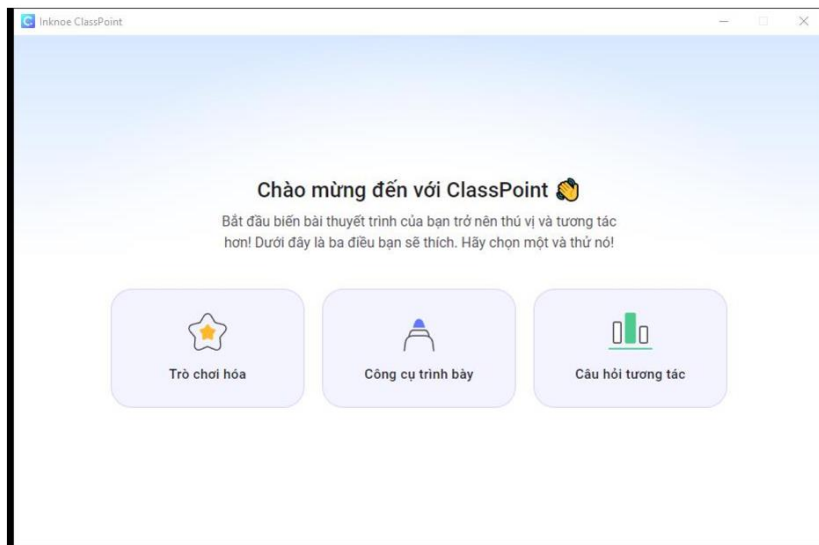 Inknoe ClassPoint
Chào mừng đến với ClassPoint 👏
Bắt đầu biến bài thuyết trình của bạn trở nên thú vị và tương tác
hơn! Dưới đây là ba điều bạn sẽ thích. Hãy chọn một và thử nó!
Trò chơi hóa
Công cụ trình bày
Câu hỏi tương tác